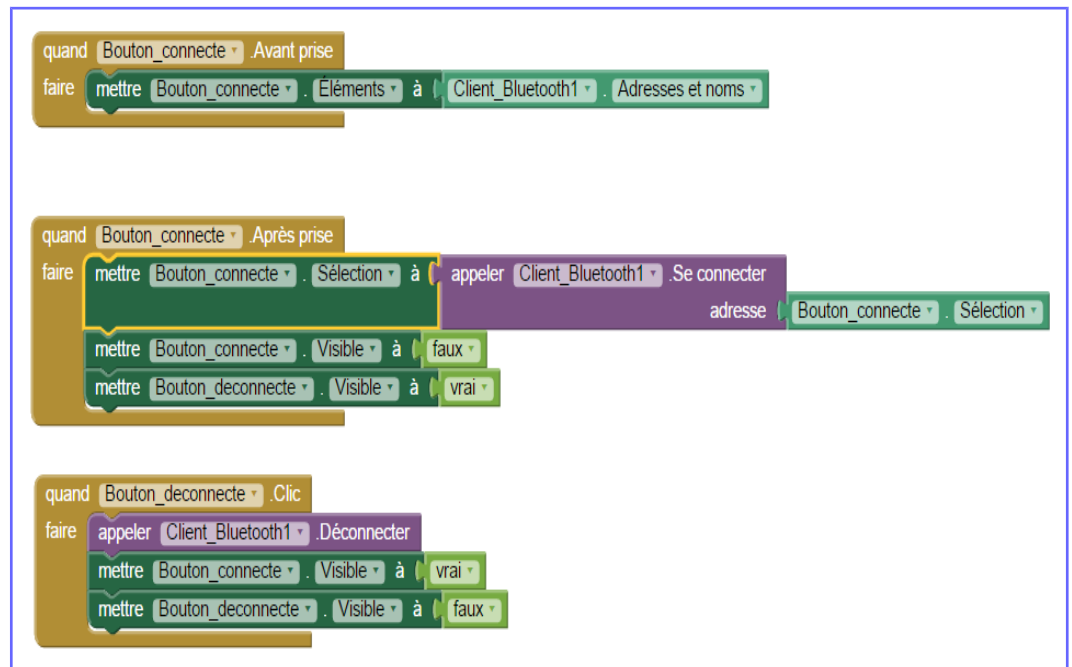 quand Bouton_connecte .Avant prise
faire mettre Bouton_connecte . Éléments à Client_Bluetooth1 . Adresses et noms
quand Bouton_connecte .Après prise
faire mettre Bouton_connecte . Sélection à appeler Client_Bluetooth1 .Se connecter
adresse Bouton_connecte . Sélection
mettre Bouton_connecte . Visible à faux
mettre Bouton_deconnecte . Visible à vrai
quand Bouton_deconnecte .Clic
faire appeler Client_Bluetooth1 .Déconnecter
mettre Bouton_connecte . Visible à vrai
mettre Bouton_deconnecte . Visible à faux